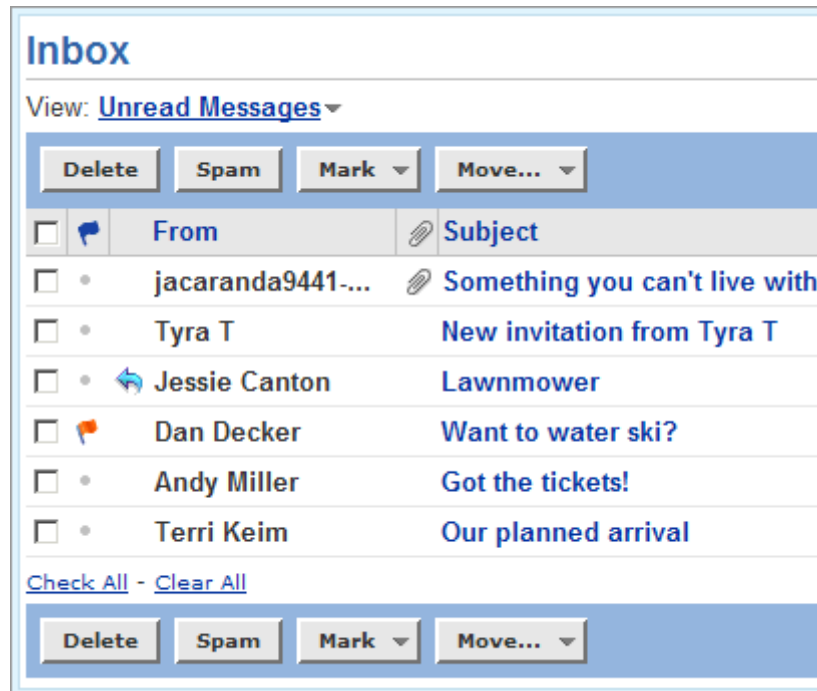 Inbox
View: Unread Messages
Delete Spam Mark Move...
From Subject
jacaranda9441-... Something you can't live with
Tyra T New invitation from Tyra T
Jessie Canton Lawnmower
Dan Decker Want to water ski?
Andy Miller Got the tickets!
Terri Keim Our planned arrival
Check All - Clear All
Delete Spam Mark Move...